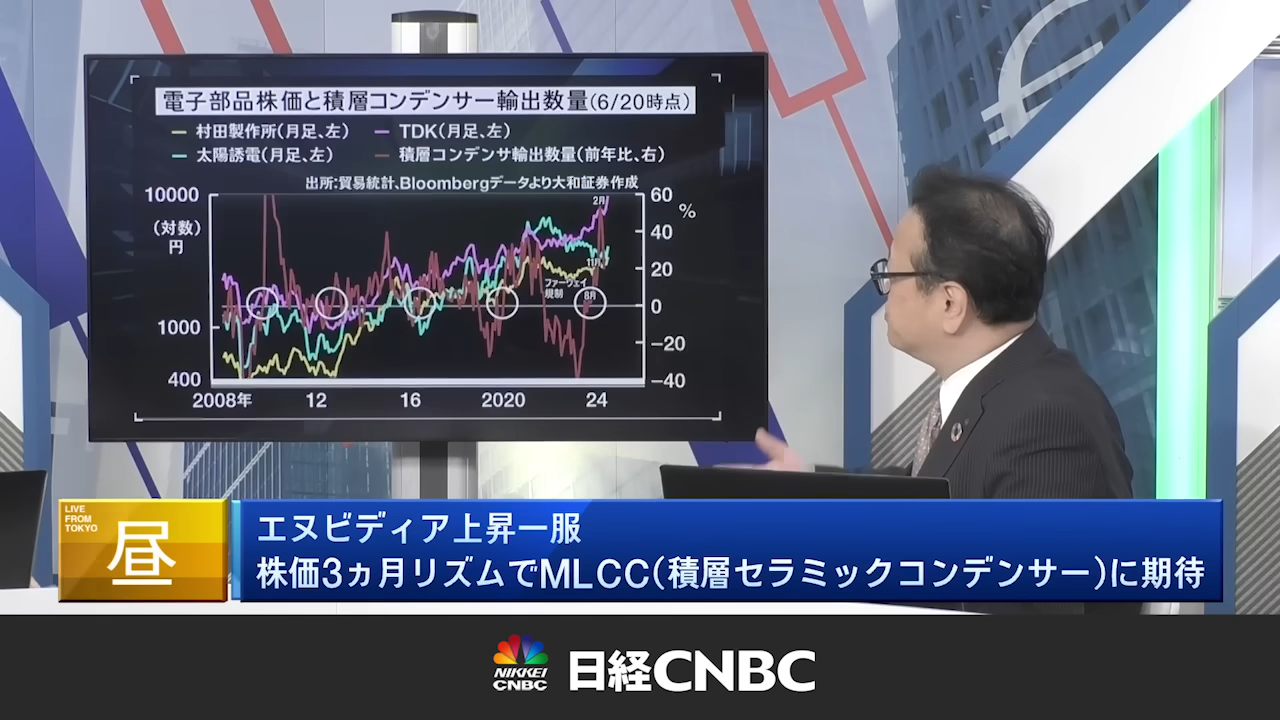 電子部品株価と積層コンデンサー輸出数量(6/20時点)
村田製作所(月足、左)
TDK(月足、左)
太陽誘電(月足、左)
積層コンデンサ輸出数量(前年比、右)
出所:貿易統計、Bloombergデータより大和証券作成
10000
(対数)
円
1000
400
60
%
40
20
0
-20
-40
2月
11月
ファーウェイ
規制
8月
2008年
12
16
2020
24
LIVE
FROM
TOKYO
昼
エヌビディア上昇一服
株価3ヵ月リズムでMLCC(積層セラミックコンデンサー)に期待
NIKKEI
CNBC
日経CNBC